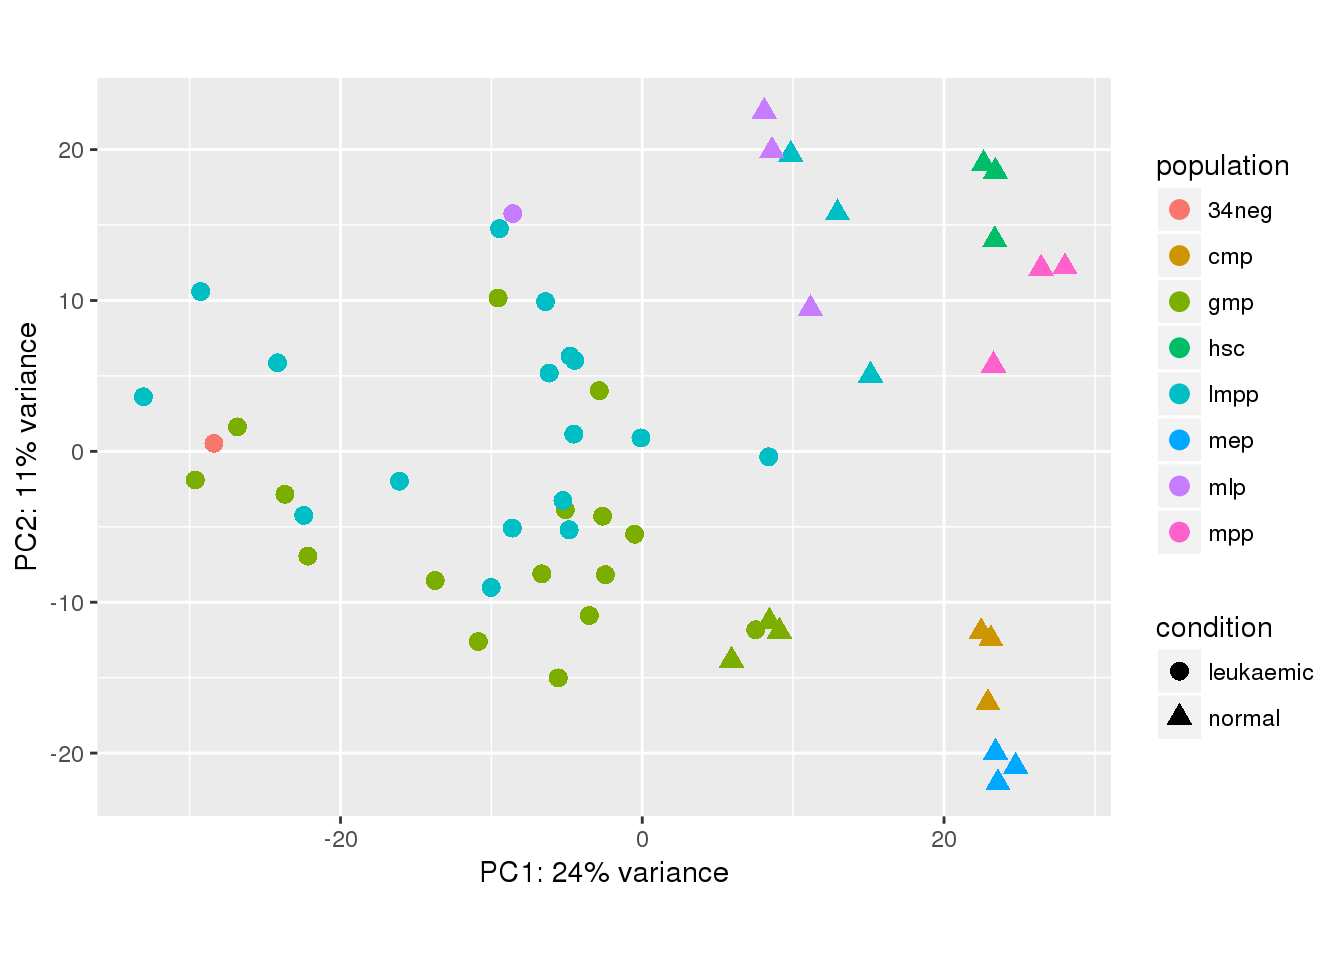 20
10
0
-10
-20
PC2: 11% variance
-20
0
20
PC1: 24% variance
population
34neg
cmp
gmp
hsc
lmpp
mep
mlp
mpp
condition
leukaemic
normal